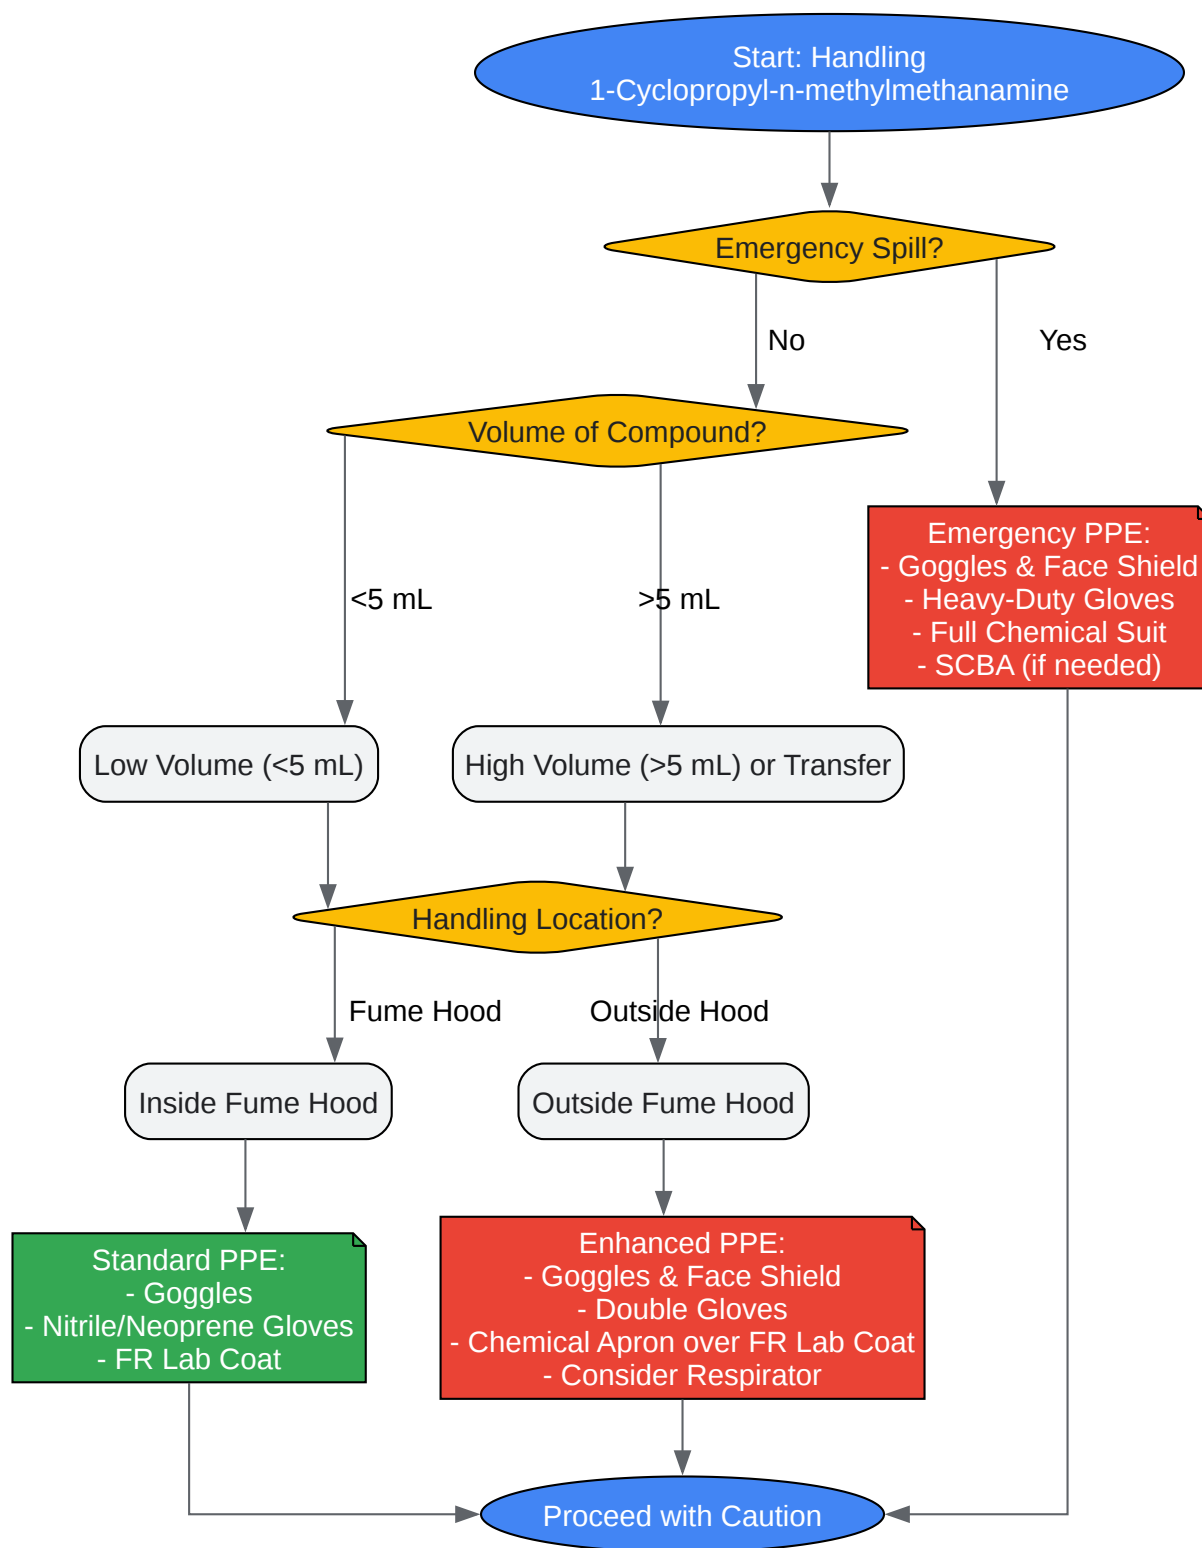 Start: Handling
1-Cyclopropyl-n-methylmethanamine
Emergency Spill?
No
Yes
Volume of Compound?
Emergency PPE:
- Goggles & Face Shield
- Heavy-Duty Gloves
- Full Chemical Suit
- SCBA (if needed)
<5 mL
>5 mL
Low Volume (<5 mL)
High Volume (>5 mL) or Transfer
Handling Location?
Fume Hood
Outside Hood
Inside Fume Hood
Outside Fume Hood
Standard PPE:
- Goggles
- Nitrile/Neoprene Gloves
- FR Lab Coat
Enhanced PPE:
- Goggles & Face Shield
- Double Gloves
- Chemical Apron over FR Lab Coat
- Consider Respirator
Proceed with Caution